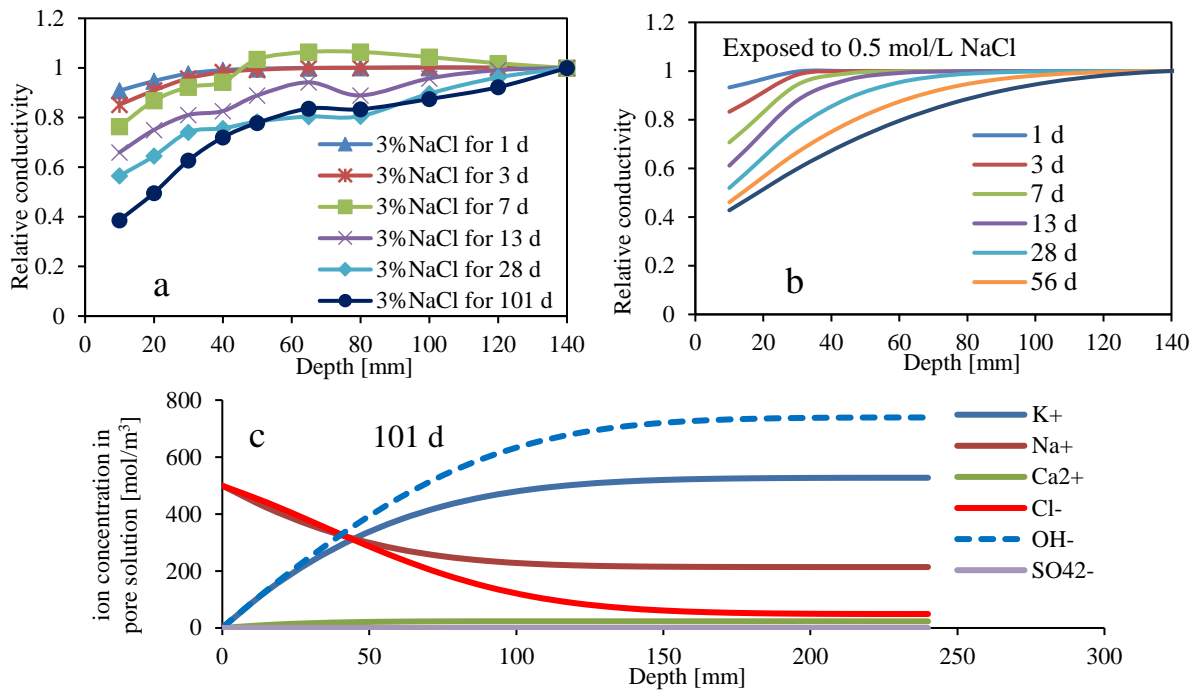 1.2
1
0.8
0.6
0.4
0.2
0
Relative conductivity
3%NaCl for 1 d
3%NaCl for 3 d
3%NaCl for 7 d
3%NaCl for 13 d
3%NaCl for 28 d
3%NaCl for 101 d
a
0 20 40 60 80 100 120 140
Depth [mm]
1.2
1
0.8
0.6
0.4
0.2
0
Relative conductivity
Exposed to 0.5 mol/L NaCl
1 d
3 d
7 d
13 d
28 d
56 d
b
0 20 40 60 80 100 120 140
Depth [mm]
800
600
400
200
0
ion concentration in
pore solution [mol/m³]
c 101 d
K+
Na+
Ca2+
Cl-
OH-
SO42-
0 50 100 150 200 250 300
Depth [mm]